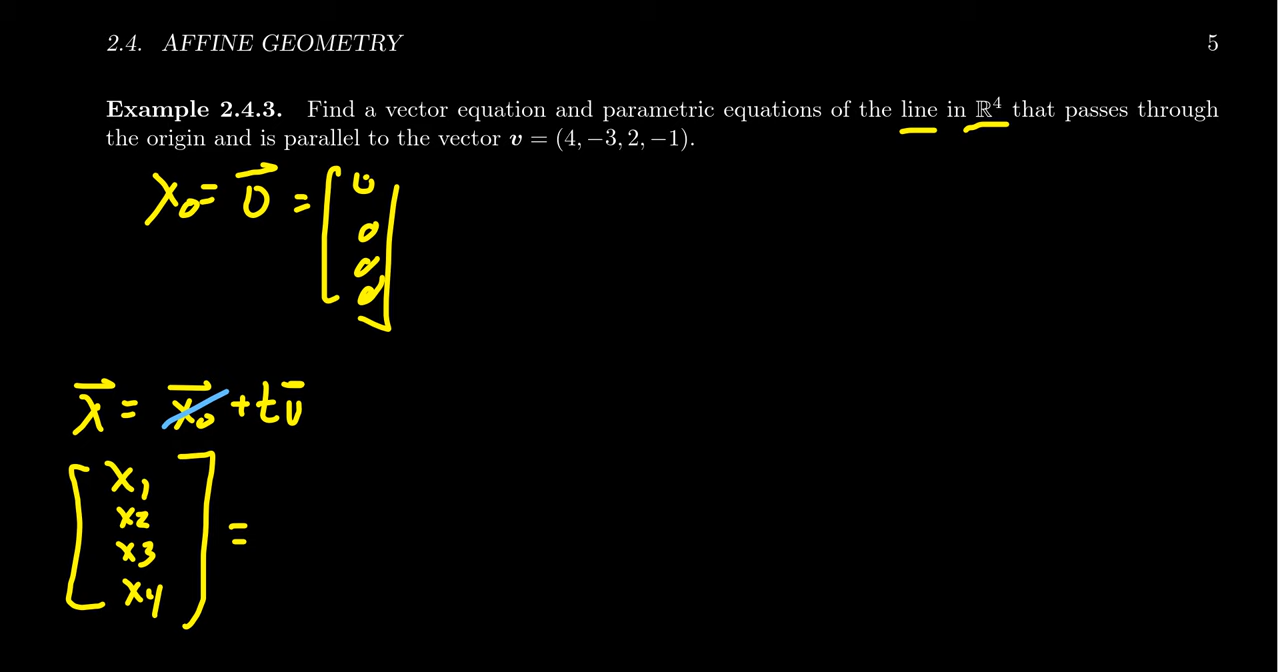 2.4. AFFINE GEOMETRY 5
Example 2.4.3. Find a vector equation and parametric equations of the line in ℝ⁴ that passes through
the origin and is parallel to the vector v = (4, −3, 2, −1).
x₀ = 0⃗ = [0
0
0
0]
x⃗ = x⃗₀ + tv̅
[x₁
x₂
x₃
x₄] =